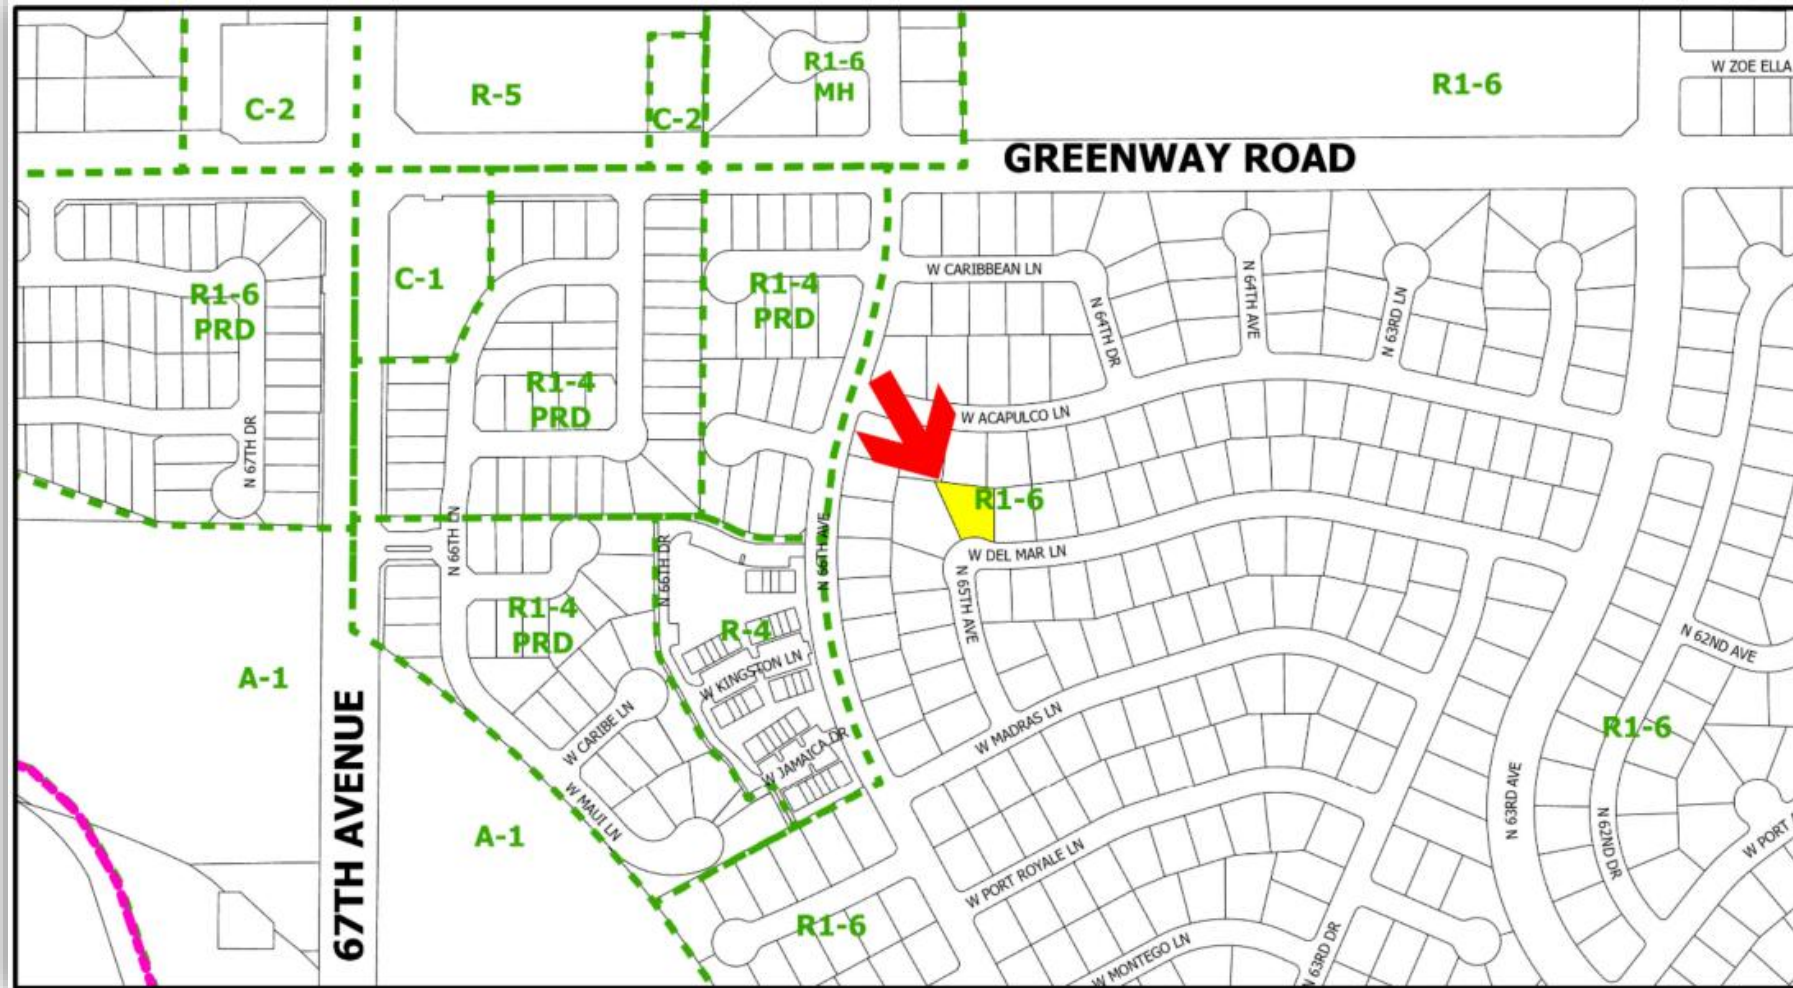 W ZOE ELLA
R1-6
MH
R1-6
C-2
R-5
C-2
GREENWAY ROAD
W CARIBBEAN LN
C-1
R1-4
PRD
R1-6
PRD
N 64TH AVE
N 63RD LN
N 64TH DR
R1-4
PRD
W ACAPULCO LN
N 67TH DR
R1-6
N 66TH LN
N 66TH DR
N 66TH AVE
W DEL MAR LN
N 65TH AVE
R1-4
PRD
R-4
W KINGSTON LN
N 62ND AVE
A-1
W CARIBE LN
W MADRAS LN
R1-6
W JAMAICA DR
67TH AVENUE
W MAUI LN
A-1
N 63RD AVE
N 62ND DR
W PORT
W PORT ROYALE LN
R1-6
W MONTEGO LN
N 63RD DR